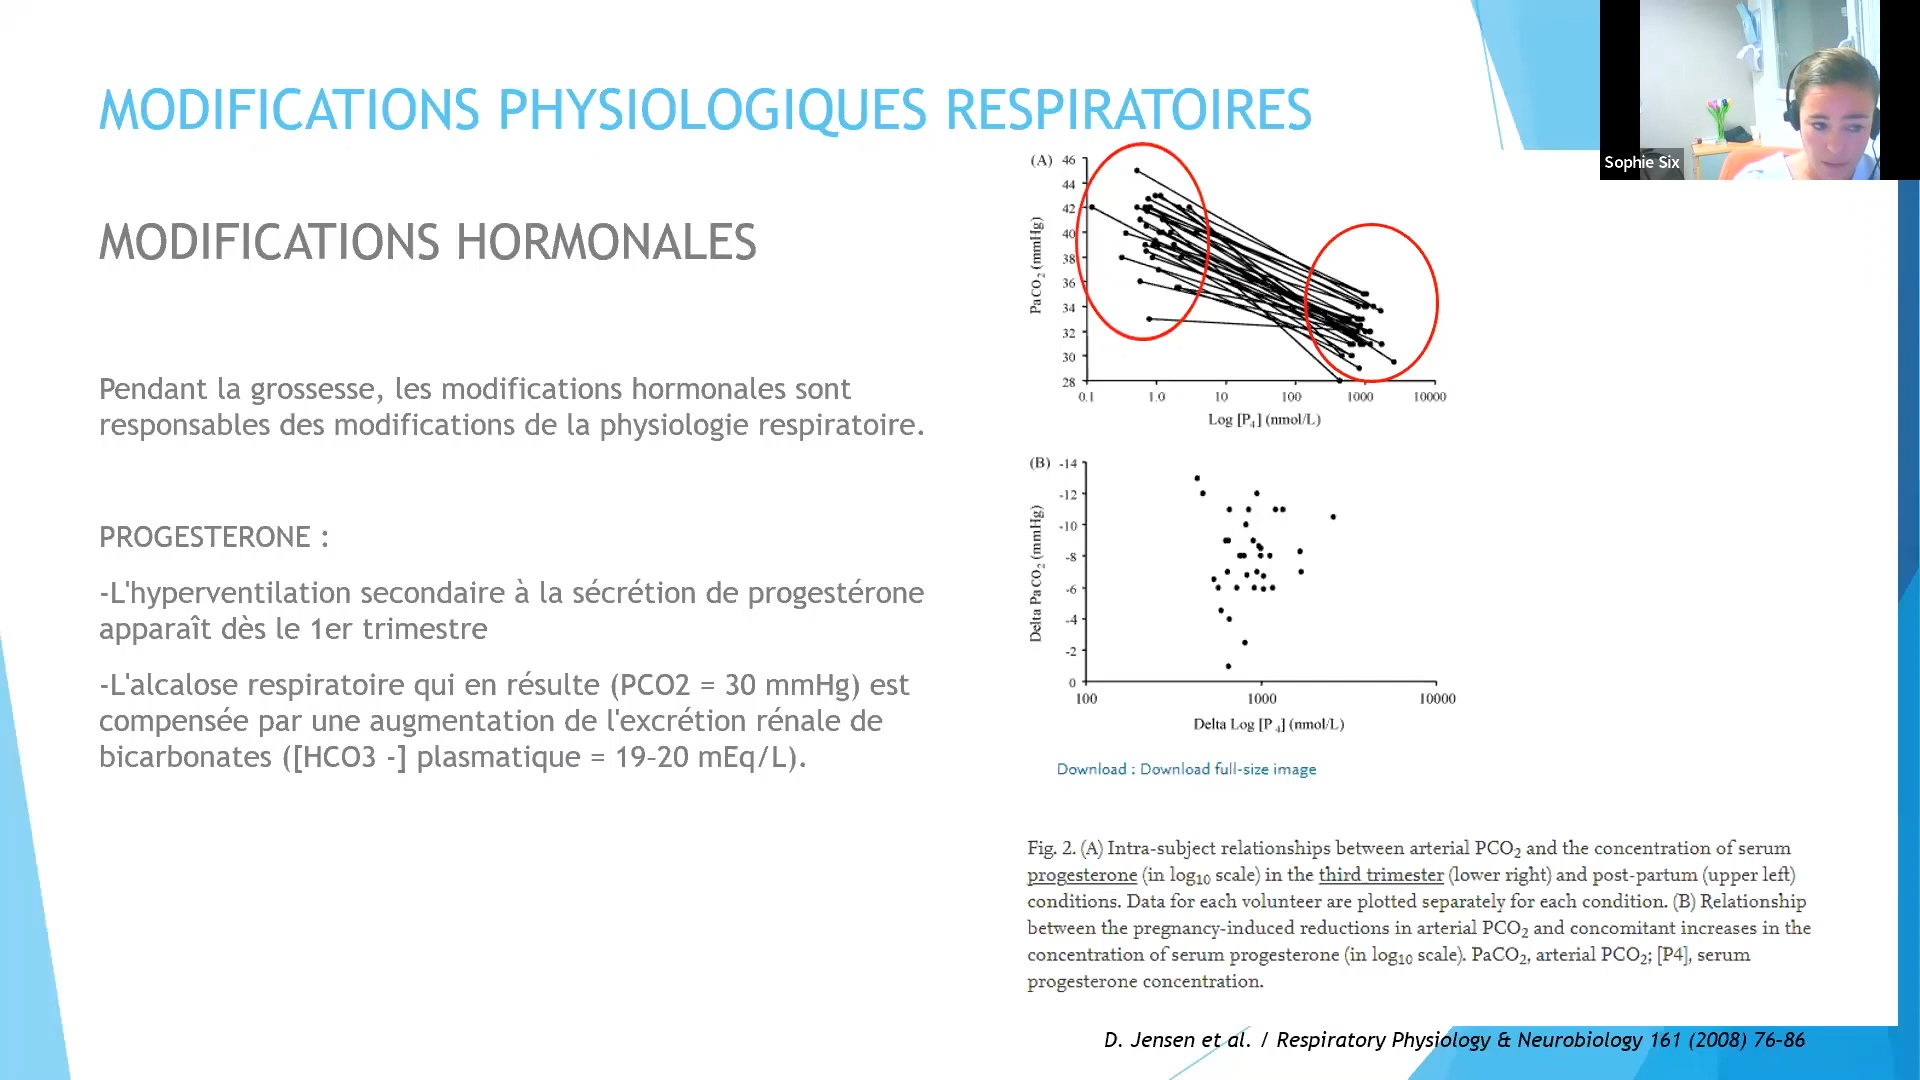 MODIFICATIONS PHYSIOLOGIQUES RESPIRATOIRES
Sophie Six
MODIFICATIONS HORMONALES
Pendant la grossesse, les modifications hormonales sont
responsables des modifications de la physiologie respiratoire.
PROGESTERONE :
-L'hyperventilation secondaire à la sécrétion de progestérone
apparaît dès le 1er trimestre
-L'alcalose respiratoire qui en résulte (PCO2 = 30 mmHg) est
compensée par une augmentation de l'excrétion rénale de
bicarbonates ([HCO3 -] plasmatique = 19-20 mEq/L).
(A)
PaCO2 (mmHg)
46
44
42
40
38
36
34
32
30
28
0.1 1.0 10 100 1000 10000
Log [P4] (nmol/L)
(B)
Delta PaCO2 (mmHg)
-14
-12
-10
-8
-6
-4
-2
0
100 1000 10000
Delta Log [P4] (nmol/L)
Download : Download full-size image
Fig. 2. (A) Intra-subject relationships between arterial PCO2 and the concentration of serum
progesterone (in log10 scale) in the third trimester (lower right) and post-partum (upper left)
conditions. Data for each volunteer are plotted separately for each condition. (B) Relationship
between the pregnancy-induced reductions in arterial PCO2 and concomitant increases in the
concentration of serum progesterone (in log10 scale). PaCO2, arterial PCO2; [P4], serum
progesterone concentration.
D. Jensen et al. / Respiratory Physiology & Neurobiology 161 (2008) 76-86